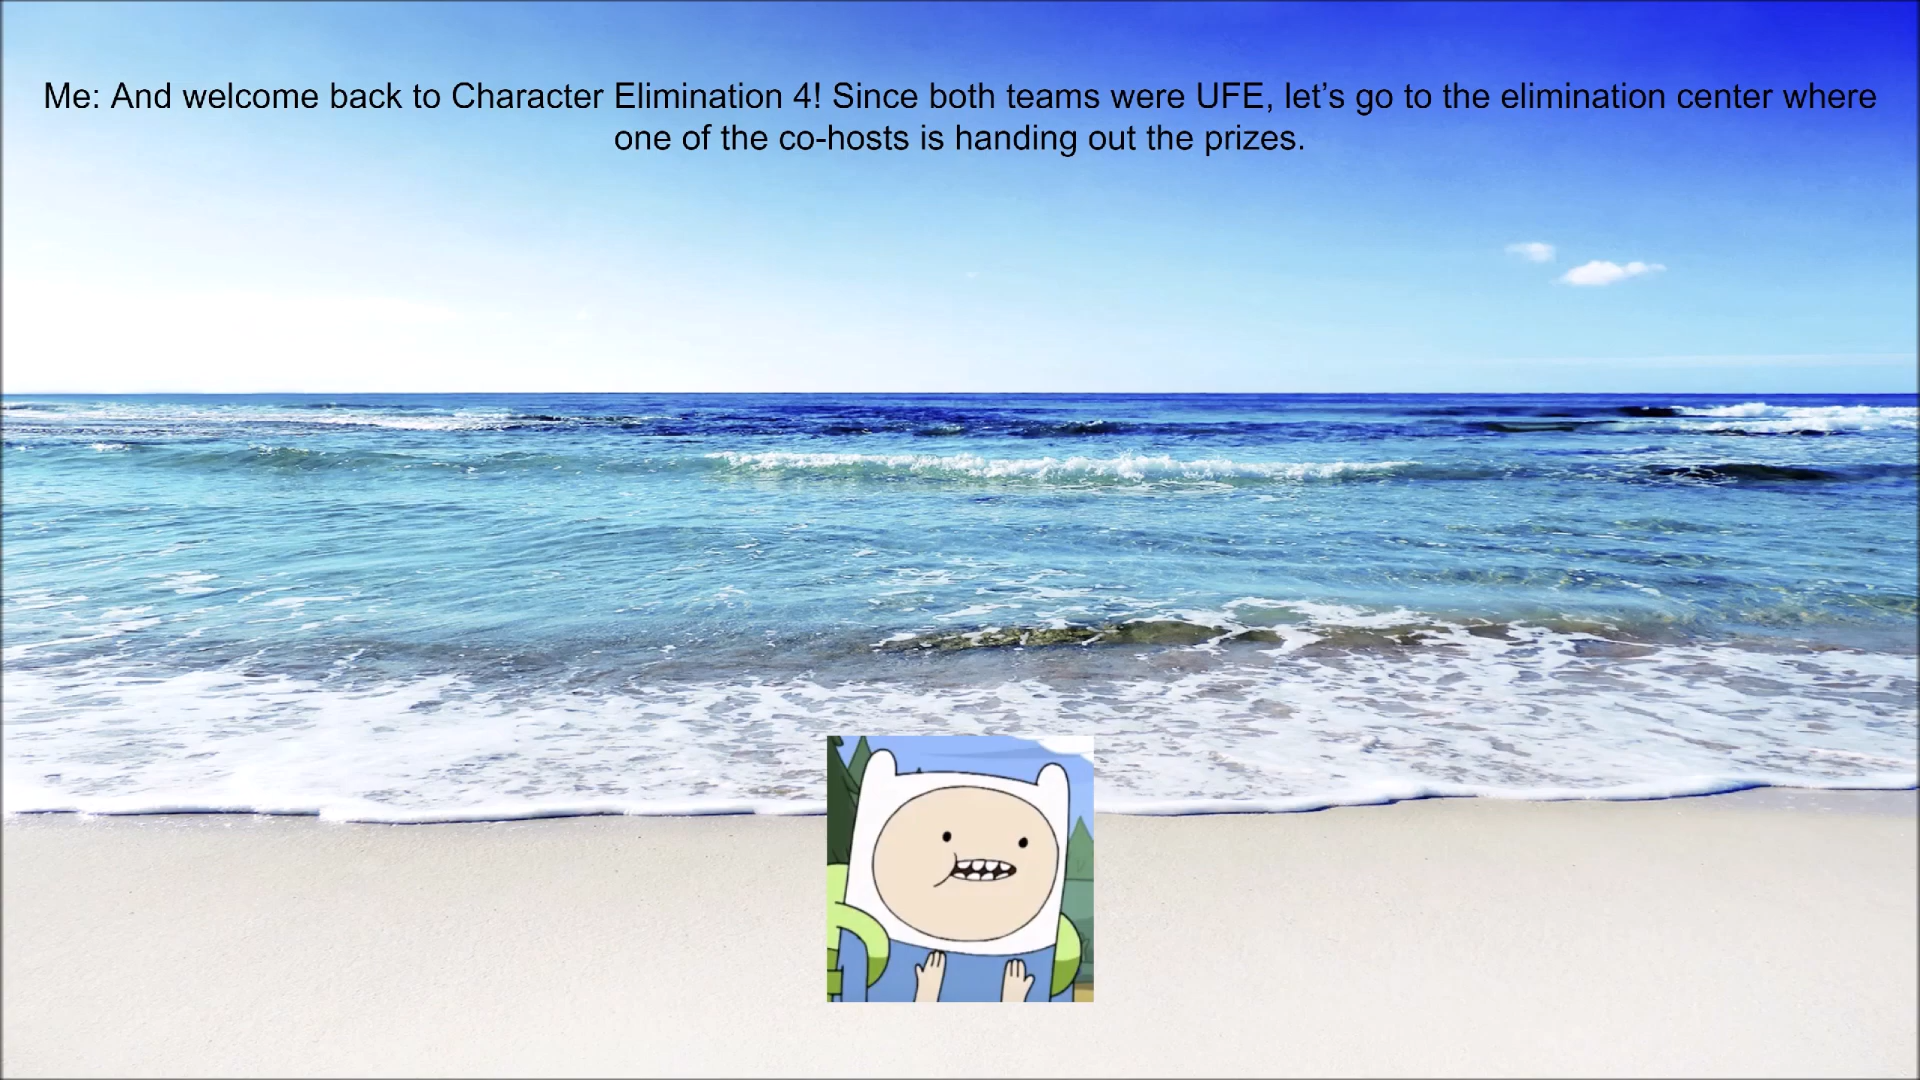 Me: And welcome back to Character Elimination 4! Since both teams were UFE, let’s go to the elimination center where
one of the co-hosts is handing out the prizes.